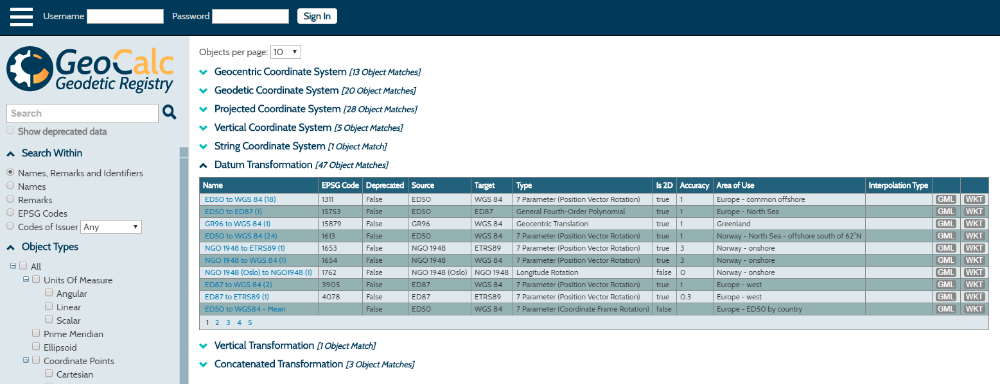 Username Password Sign In
GeoCalc
Geodetic Registry
Search
Show deprecated data
Search Within
Names, Remarks and Identifiers
Names
Remarks
EPSG Codes
Codes of Issuer Any
Object Types
All
Units Of Measure
Angular
Linear
Scalar
Prime Meridian
Ellipsoid
Coordinate Points
Cartesian
Objects per page: 10
Geocentric Coordinate System [13 Object Matches]
Geodetic Coordinate System [20 Object Matches]
Projected Coordinate System [28 Object Matches]
Vertical Coordinate System [5 Object Matches]
String Coordinate System [1 Object Match]
Datum Transformation [47 Object Matches]
Name EPSG Code Deprecated Source Target Type Is 2D Accuracy Area of Use Interpolation Type
ED50 to WGS 84 (18) 1311 False ED50 WGS 84 7 Parameter (Position Vector Rotation) true 1 Europe - common offshore GML WKT
ED50 to ED87 (1) 15753 False ED50 ED87 General Fourth-Order Polynomial true 1 Europe - North Sea GML WKT
GR96 to WGS 84 (1) 15879 False GR96 WGS 84 Geocentric Translation true 1 Greenland GML WKT
ED50 to WGS 84 (24) 1613 False ED50 WGS 84 7 Parameter (Position Vector Rotation) true 1 Norway - North Sea - offshore south of 62°N GML WKT
NGO 1948 to ETRS89 (1) 1653 False NGO 1948 ETRS89 7 Parameter (Position Vector Rotation) true 3 Norway - onshore GML WKT
NGO 1948 to WGS 84 (1) 1654 False NGO 1948 WGS 84 7 Parameter (Position Vector Rotation) true 3 Norway - onshore GML WKT
NGO 1948 (Oslo) to NGO1948 (1) 1762 False NGO 1948 (Oslo) NGO 1948 Longitude Rotation false 0 Norway - onshore GML WKT
ED87 to WGS 84 (2) 3905 False ED87 WGS 84 7 Parameter (Position Vector Rotation) true 1 Europe - west GML WKT
ED87 to ETRS89 (1) 4078 False ED87 ETRS89 7 Parameter (Position Vector Rotation) true 0.3 Europe - west GML WKT
ED50 to WGS84 - Mean False ED50 WGS 84 7 Parameter (Coordinate Frame Rotation) false Europe - ED50 by country GML WKT
1 2 3 4 5
Vertical Transformation [1 Object Match]
Concatenated Transformation [3 Object Matches]